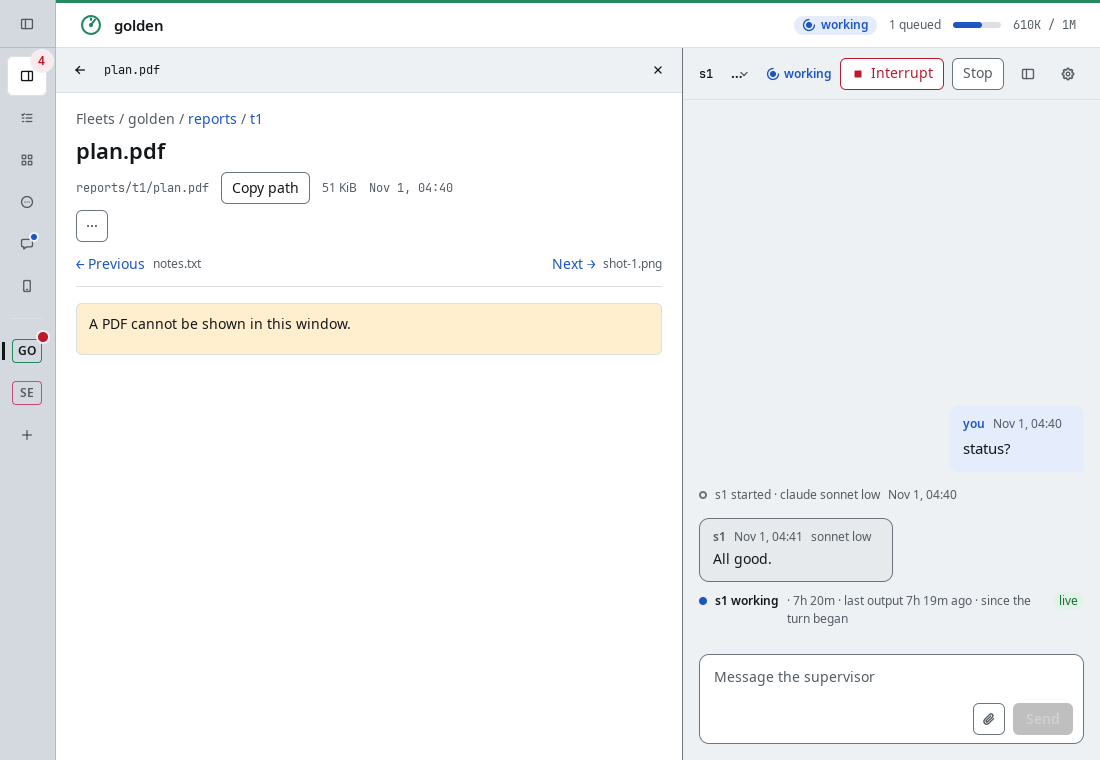 golden
working
1 queued
610K / 1M
4
plan.pdf
s1
...
working
Interrupt
Stop
Fleets / golden / reports / t1
plan.pdf
reports/t1/plan.pdf
Copy path
51 KiB
Nov 1, 04:40
...
← Previous
notes.txt
Next →
shot-1.png
A PDF cannot be shown in this window.
GO
SE
you Nov 1, 04:40
status?
s1 started · claude sonnet low Nov 1, 04:40
s1 Nov 1, 04:41 sonnet low
All good.
s1 working · 7h 20m · last output 7h 19m ago · since the
turn began
live
Message the supervisor
Send